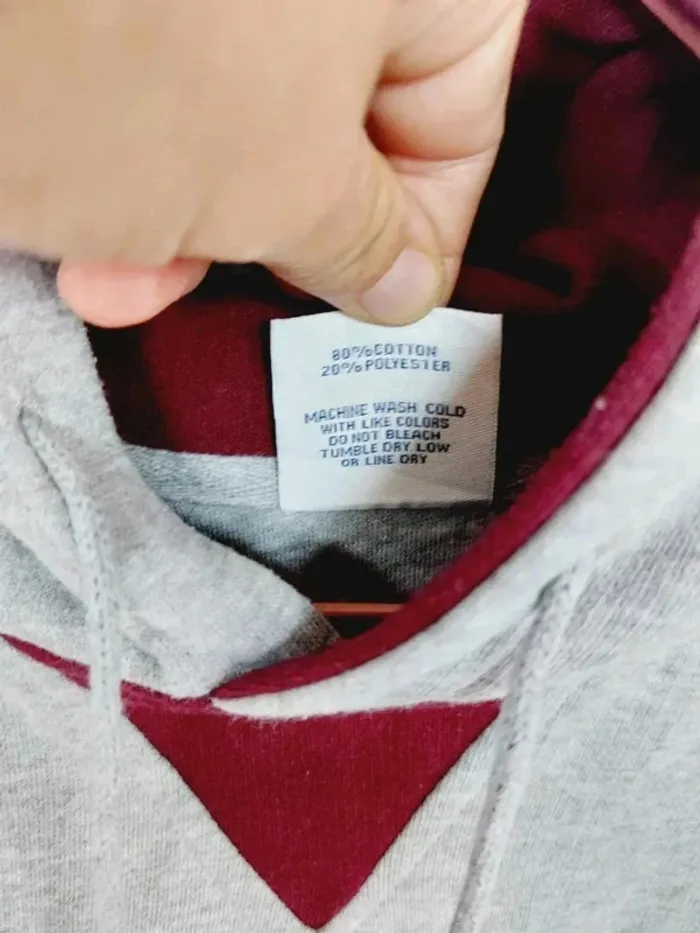 80% COTTON
20% POLYESTER
MACHINE WASH COLD
WITH LIKE COLORS
DO NOT BLEACH
TUMBLE DRY LOW
OR LINE DRY